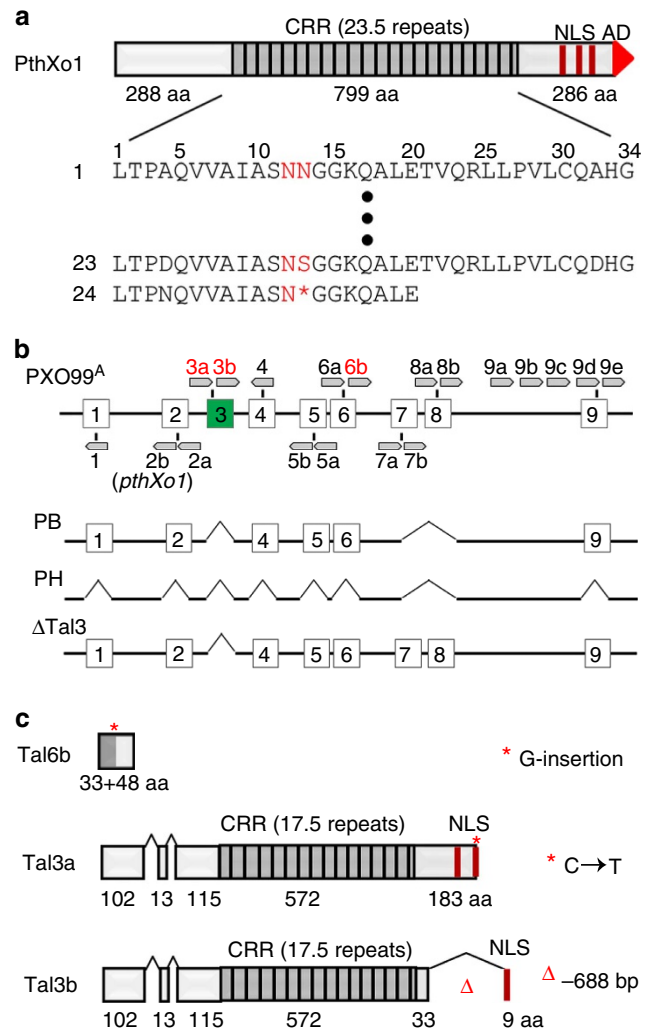 a
CRR (23.5 repeats)
NLS AD
PthXo1
288 aa 799 aa 286 aa
1 5 10 15 20 25 30 34
1 LTPAQVVAIASNNGGKQALETVQRLLPVLCQAHG
23 LTPDQVVAIASNSGGKQALETVQRLLPVLCQDHG
24 LTPNQVVAIASN*GGKQALE
b
3a 3b 4 6a 6b 8a 8b 9a 9b 9c 9d 9e
PXO99A
1 2 3 4 5 6 7 8 9
1 2b 2a 5b 5a 7a 7b
(pthXo1)
PB
1 2 4 5 6 9
PH
ΔTal3
1 2 4 5 6 7 8 9
c
*
Tal6b
33+48 aa
* G-insertion
CRR (17.5 repeats)
NLS
*
Tal3a
* C→T
102 13 115 572 183 aa
CRR (17.5 repeats)
NLS
Tal3b
Δ
Δ −688 bp
102 13 115 572 33 9 aa